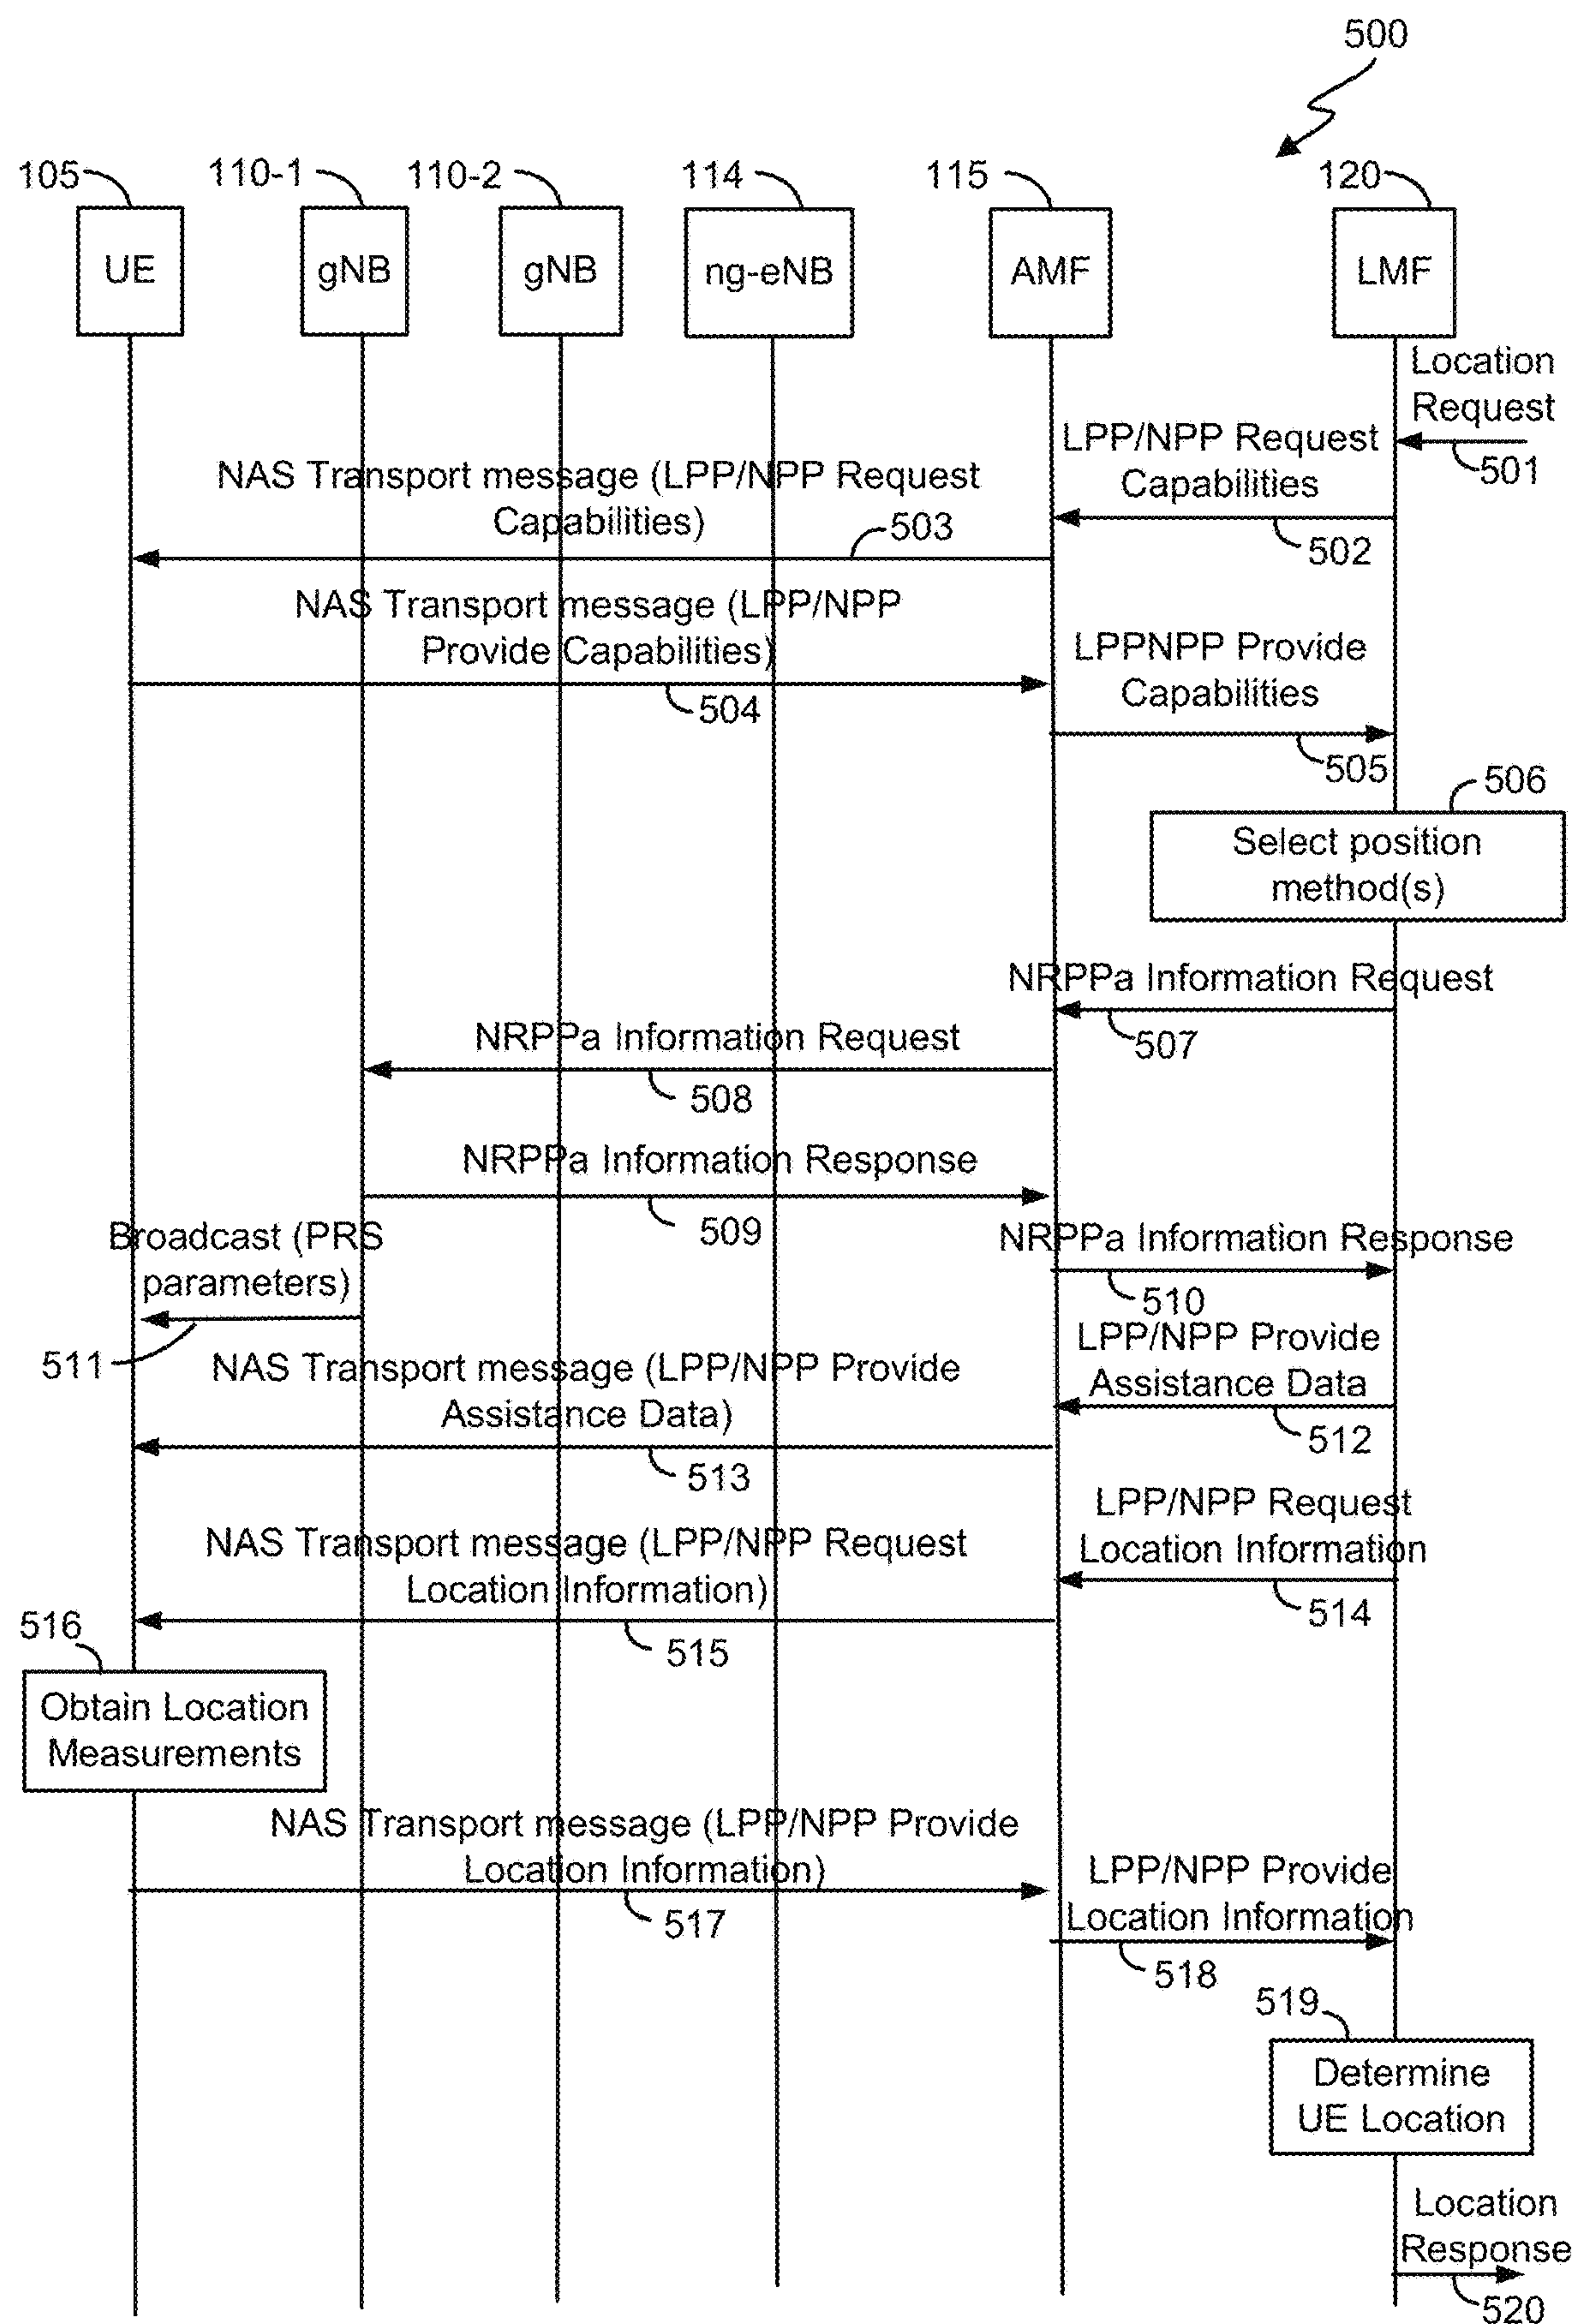 500
105
110-1
110-2
114
115
120
UE
gNB
gNB
ng-eNB
AMF
LMF
Location
Request
501
LPP/NPP Request
Capabilities
502
NAS Transport message (LPP/NPP Request
Capabilities)
503
NAS Transport message (LPP/NPP
Provide Capabilities)
504
LPPNPP Provide
Capabilities
505
506
Select position
method(s)
NRPPa Information Request
507
NRPPa Information Request
508
NRPPa Information Response
509
NRPPa Information Response
510
Broadcast (PRS
parameters)
511
LPP/NPP Provide
Assistance Data
512
NAS Transport message (LPP/NPP Provide
Assistance Data)
513
LPP/NPP Request
Location Information
514
NAS Transport message (LPP/NPP Request
Location Information)
515
516
Obtain Location
Measurements
NAS Transport message (LPP/NPP Provide
Location Information)
517
LPP/NPP Provide
Location Information
518
519
Determine
UE Location
Location
Response
520